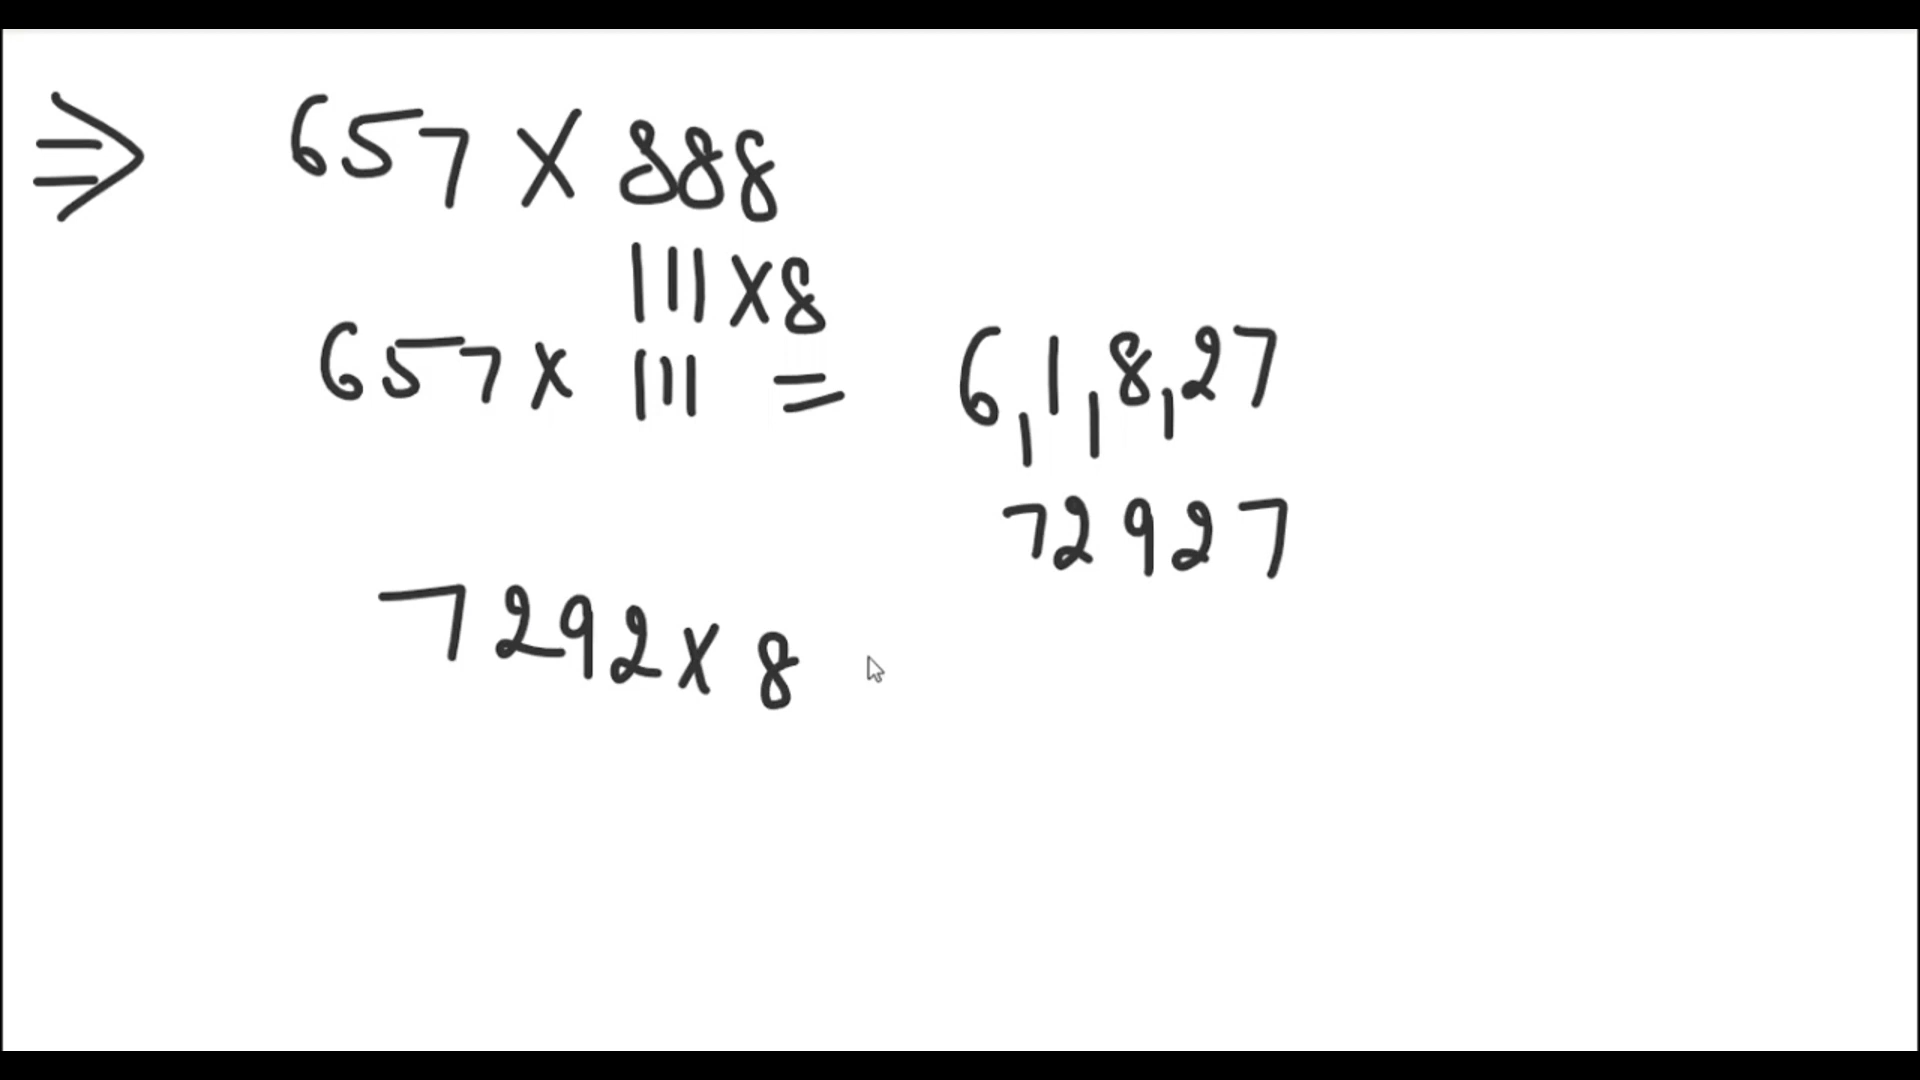 ⇒ 657 X 888
111 X 8
657 X 111 = 6,1,8,27
72927
7292 X 8